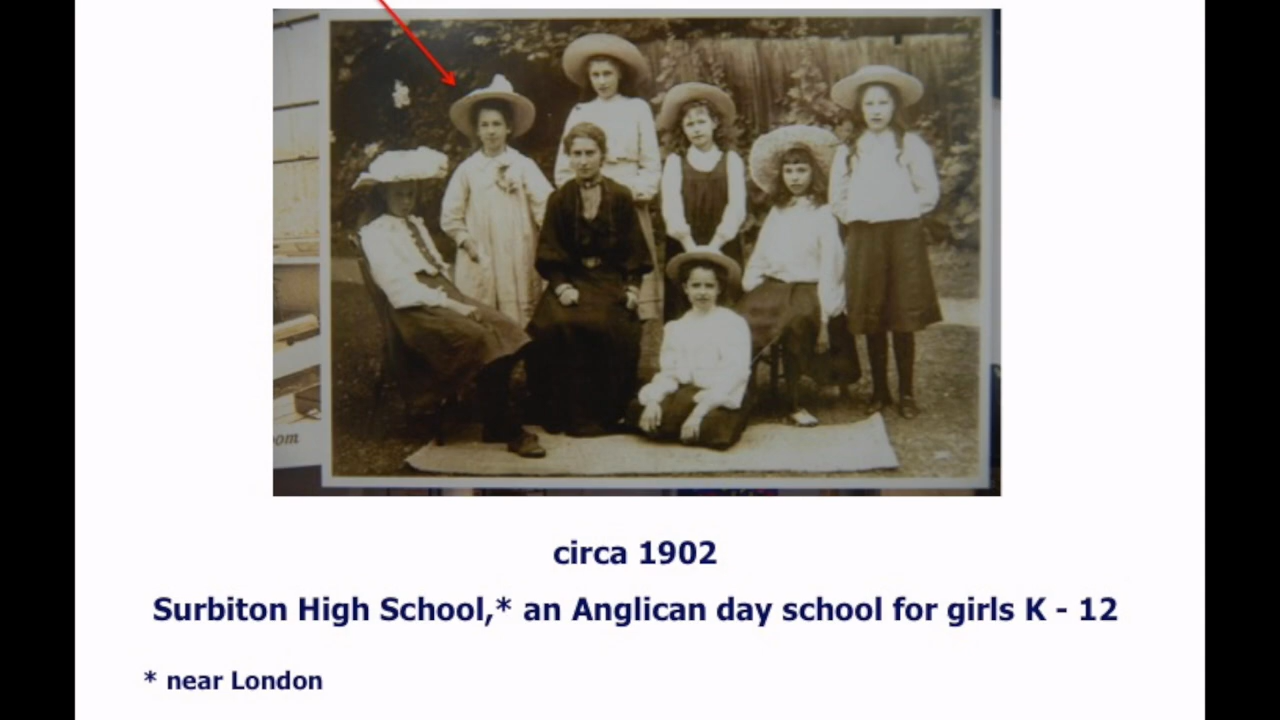 circa 1902
Surbiton High School,* an Anglican day school for girls K - 12
* near London